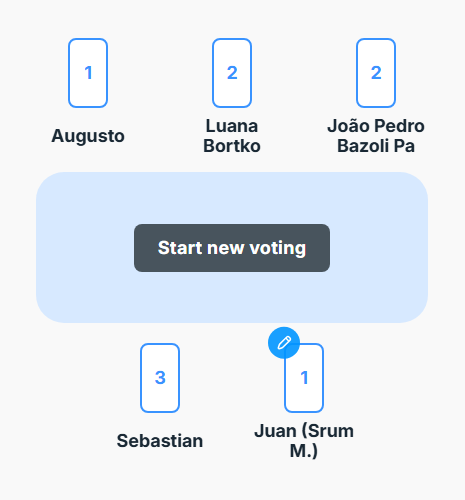 1
2
2
Augusto
Luana
Bortko
João Pedro
Bazoli Pa
Start new voting
3
1
Sebastian
Juan (Srum
M.)